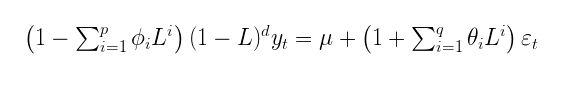 (1 − ∑_{i=1}^{p} ϕ_i L^i) (1 − L)^d y_t = μ + (1 + ∑_{i=1}^{q} θ_i L^i) ε_t